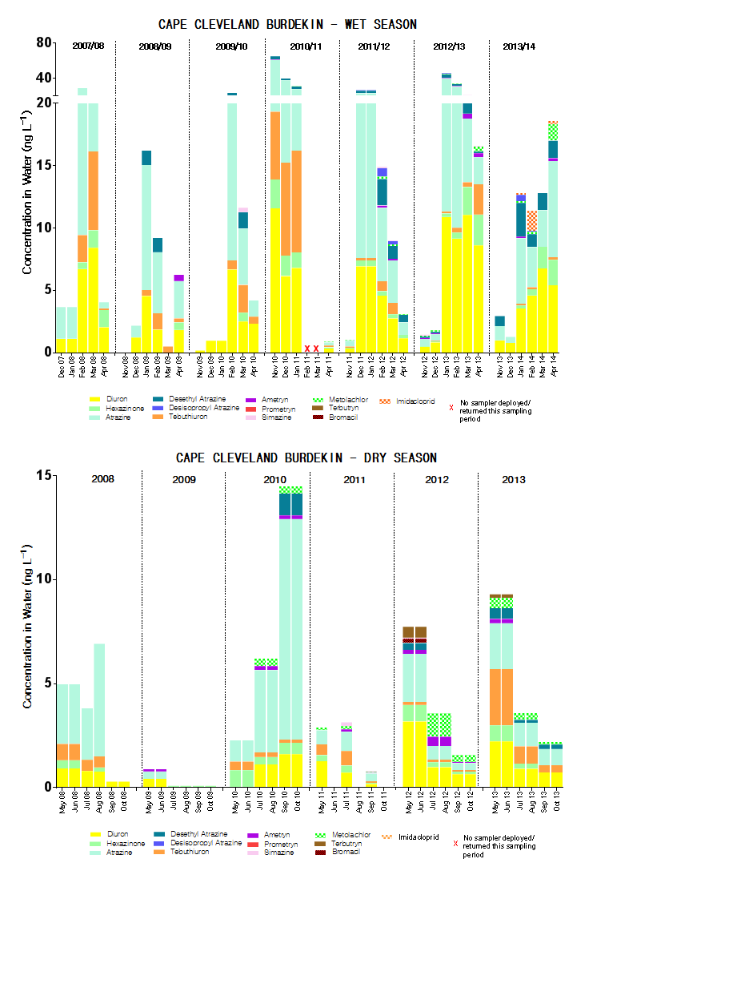 CAPE CLEVELAND BURDEKIN - WET SEASON
2007/08 2008/09 2009/10 2010/11 2011/12 2012/13 2013/14
Concentration in Water (ng L⁻¹)
80
40
20
15
10
5
0
X X
Dec 07 Jan 08 Feb 08 Mar 08 Apr 08 Nov 08 Dec 08 Jan 09 Feb 09 Mar 09 Apr 09 Nov 09 Dec 09 Jan 10 Feb 10 Mar 10 Apr 10 Nov 10 Dec 10 Jan 11 Feb 11 Mar 11 Apr 11 Nov 11 Dec 11 Jan 12 Feb 12 Mar 12 Apr 12 Nov 12 Dec 12 Jan 13 Feb 13 Mar 13 Apr 13 Nov 13 Dec 13 Jan 14 Feb 14 Mar 14 Apr 14
Diuron Desethyl Atrazine Ametryn Metolachlor Imidacloprid
Hexazinone Desisopropyl Atrazine Prometryn Terbutryn
Atrazine Tebuthiuron Simazine Bromacil
X No sampler deployed/
returned this sampling
period
CAPE CLEVELAND BURDEKIN - DRY SEASON
2008 2009 2010 2011 2012 2013
Concentration in Water (ng L⁻¹)
15
10
5
0
May 08 Jun 08 Jul 08 Aug 08 Sep 08 Oct 08 May 09 Jun 09 Jul 09 Aug 09 Sep 09 Oct 09 May 10 Jun 10 Jul 10 Aug 10 Sep 10 Oct 10 May 11 Jun 11 Jul 11 Aug 11 Sep 11 Oct 11 May 12 Jun 12 Jul 12 Aug 12 Sep 12 Oct 12 May 13 Jun 13 Jul 13 Aug 13 Sep 13 Oct 13
Diuron Desethyl Atrazine Ametryn Metolachlor Imidacloprid
Hexazinone Desisopropyl Atrazine Prometryn Terbutryn
Atrazine Tebuthiuron Simazine Bromacil
X No sampler deployed/
returned this sampling
period